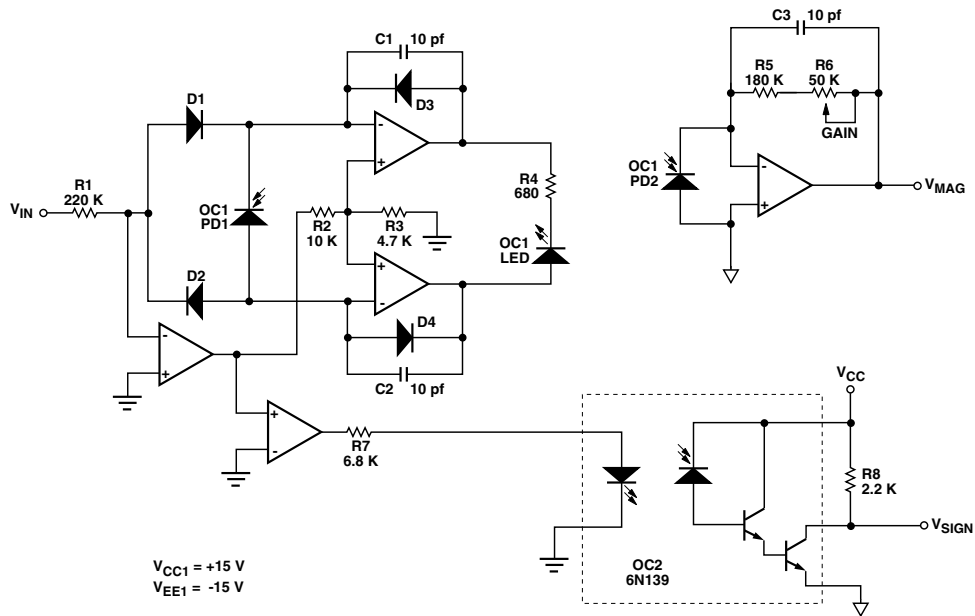 C1 10 pf
D3
D1
R1
220 K
VIN
OC1
PD1
D2
R2
10 K
R3
4.7 K
R4
680
OC1
LED
-
+
+
-
D4
C2 10 pf
-
+
+
-
R7
6.8 K
C3 10 pf
R5
180 K
R6
50 K
GAIN
OC1
PD2
-
+
VMAG
VCC
R8
2.2 K
VSIGN
OC2
6N139
VCC1 = +15 V
VEE1 = -15 V